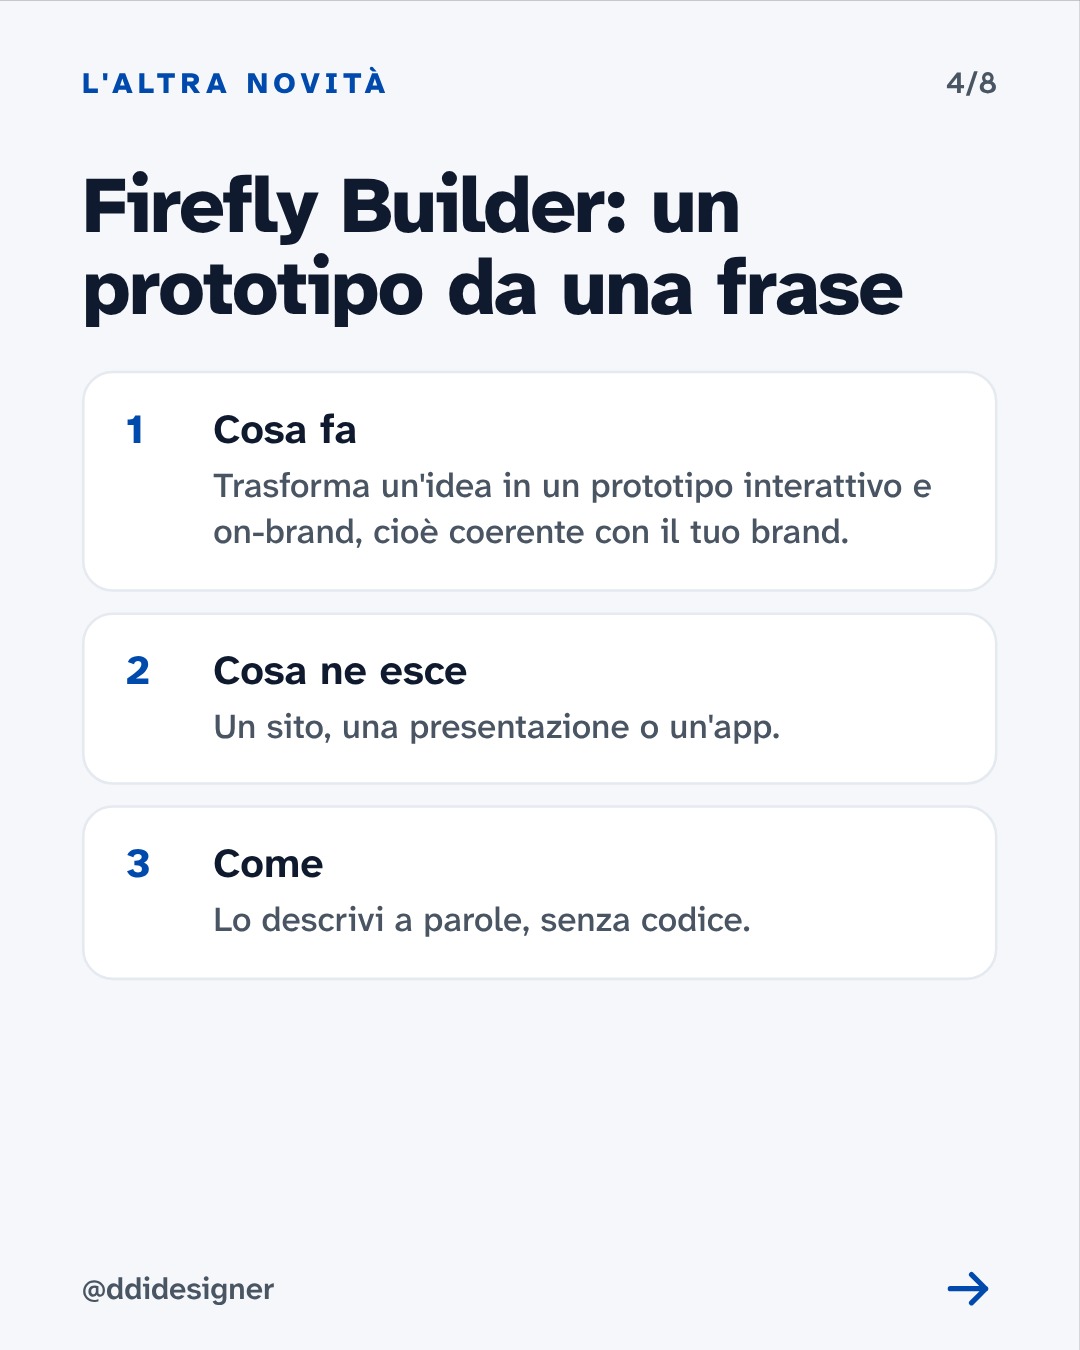 L'ALTRA NOVITÀ
4/8
Firefly Builder: un
prototipo da una frase
1
Cosa fa
Trasforma un'idea in un prototipo interattivo e
on-brand, cioè coerente con il tuo brand.
2
Cosa ne esce
Un sito, una presentazione o un'app.
3
Come
Lo descrivi a parole, senza codice.
@ddidesigner